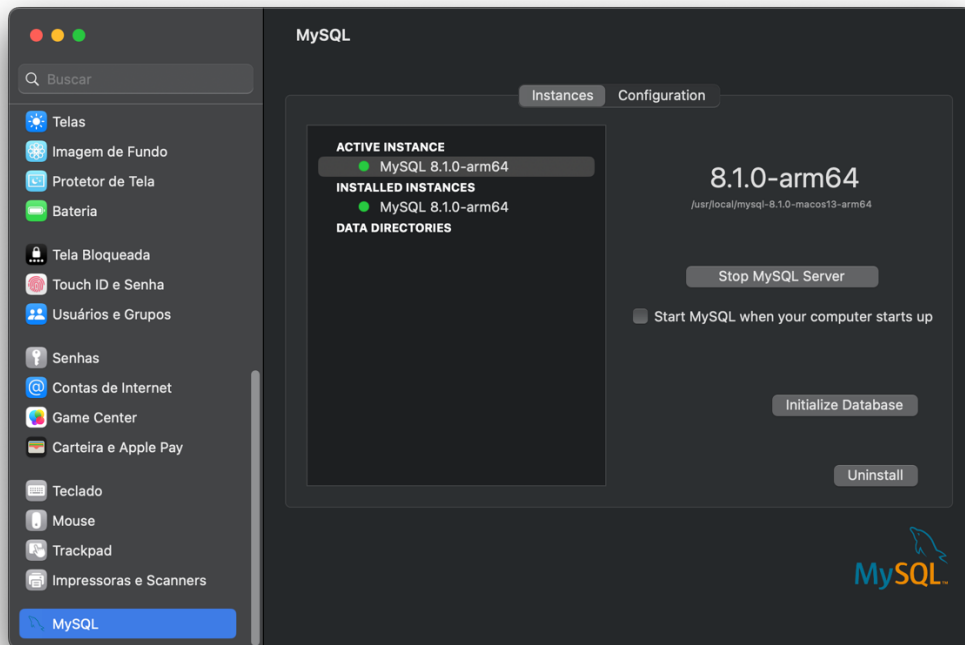 MySQL
Buscar
Telas
Imagem de Fundo
Protetor de Tela
Bateria
Tela Bloqueada
Touch ID e Senha
Usuários e Grupos
Senhas
Contas de Internet
Game Center
Carteira e Apple Pay
Teclado
Mouse
Trackpad
Impressoras e Scanners
MySQL
Instances
Configuration
ACTIVE INSTANCE
MySQL 8.1.0-arm64
INSTALLED INSTANCES
MySQL 8.1.0-arm64
DATA DIRECTORIES
8.1.0-arm64
/usr/local/mysql-8.1.0-macos13-arm64
Stop MySQL Server
Start MySQL when your computer starts up
Initialize Database
Uninstall
MySQL™